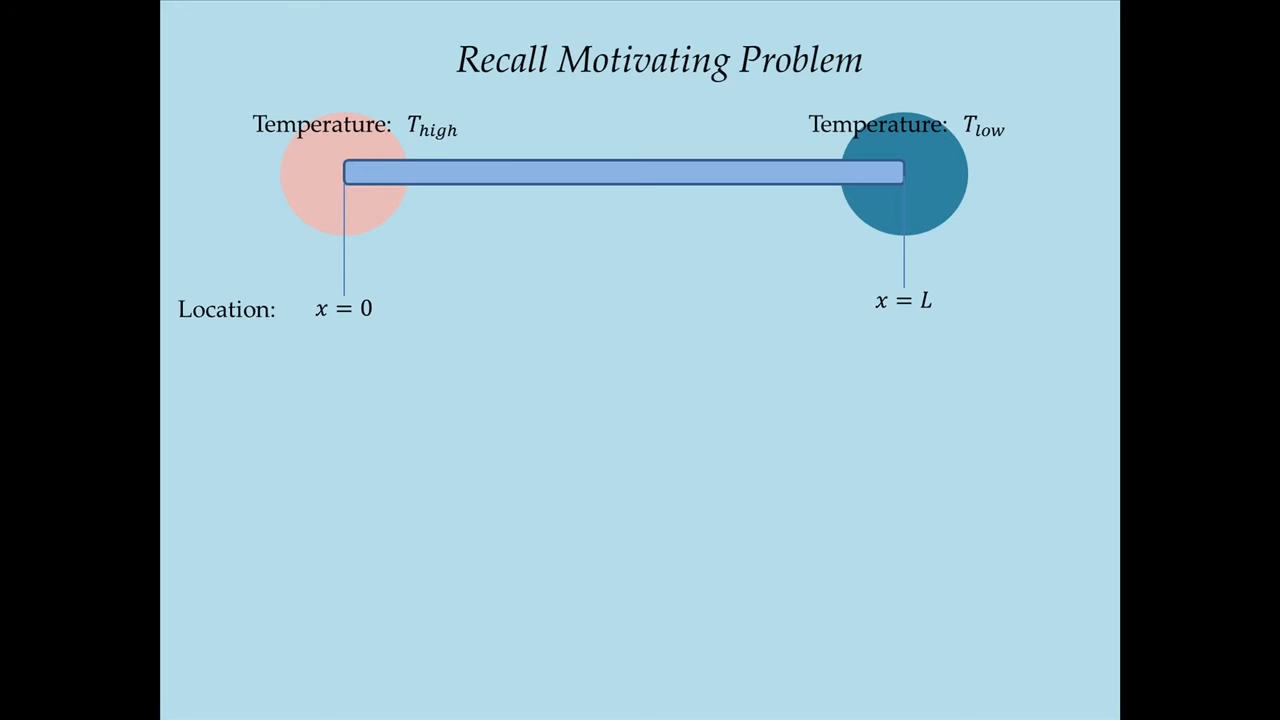 Recall Motivating Problem
Temperature: T_high Temperature: T_low
Location: x = 0 x = L